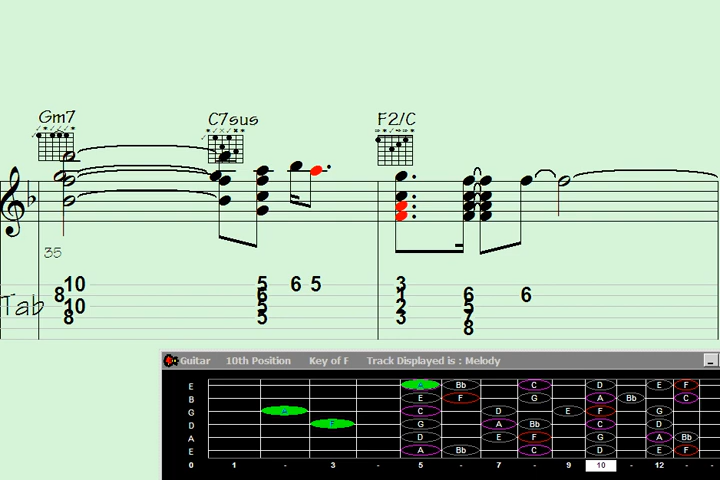 Gm7 C7sus F2/C
35
10 5 6 5 3
8 6 1 6 6
Tab 10 5 2 5
8 5 3 7
8
Guitar 10th Position Key of F Track Displayed is : Melody
E A Bb C D E F
B E F G A Bb C
G A C D E F G
D F G A Bb C D
A D E F G A Bb
E A Bb C D E F
0 1 - 3 - 5 - 7 - 9 10 - 12 - -